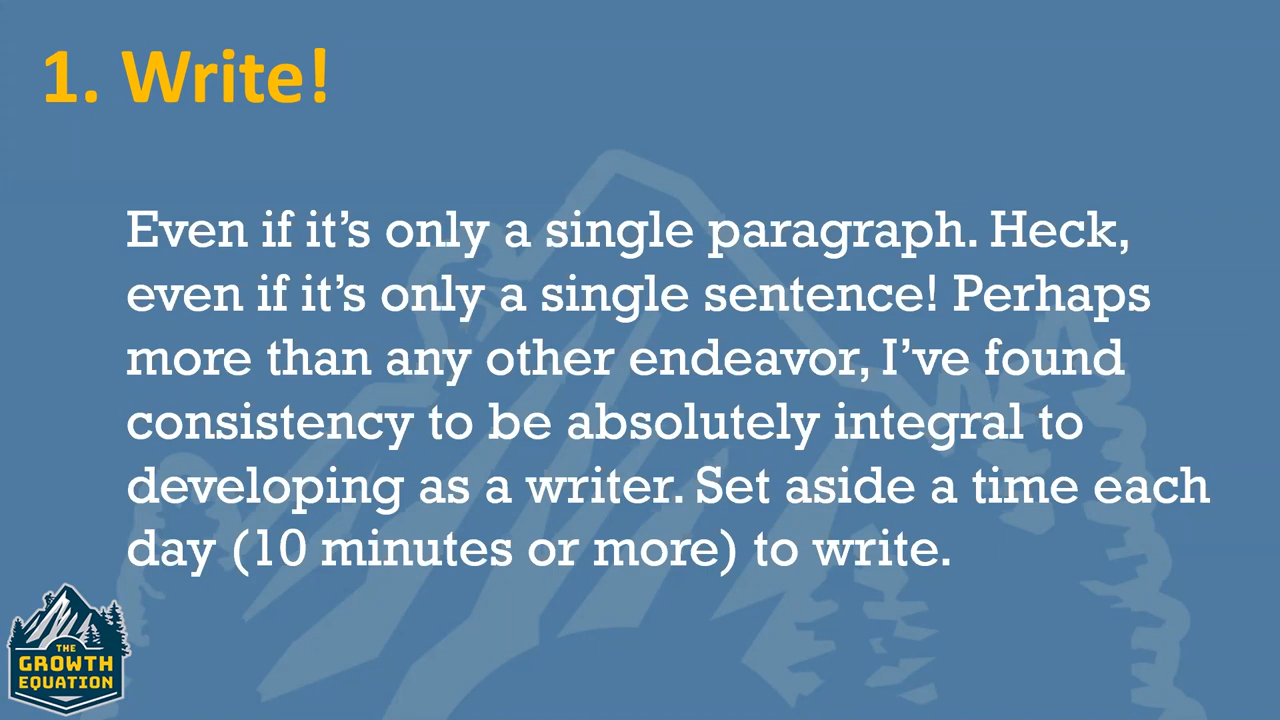 1. Write!
Even if it’s only a single paragraph. Heck,
even if it’s only a single sentence! Perhaps
more than any other endeavor, I’ve found
consistency to be absolutely integral to
developing as a writer. Set aside a time each
day (10 minutes or more) to write.
THE
GROWTH
EQUATION